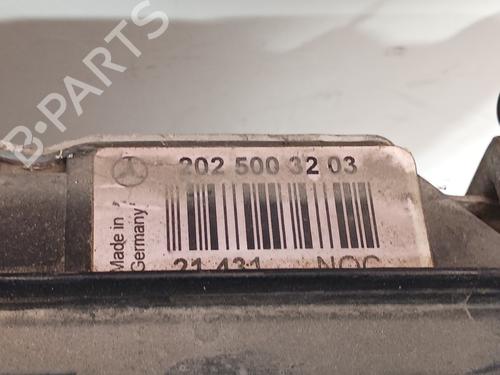 B-PARTS
202 500 32 03
Made in
Germany
21 431 NOC